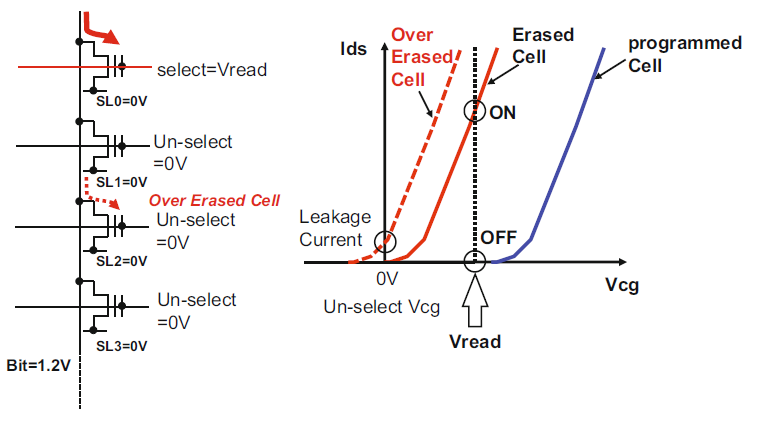 select=Vread
SL0=0V
Un-select
=0V
SL1=0V
Over Erased Cell
Un-select
=0V
SL2=0V
Un-select
=0V
SL3=0V
Bit=1.2V
Ids
Over
Erased
Cell
Erased
Cell
programmed
Cell
ON
Leakage
Current
OFF
0V
Vcg
Un-select Vcg
Vread